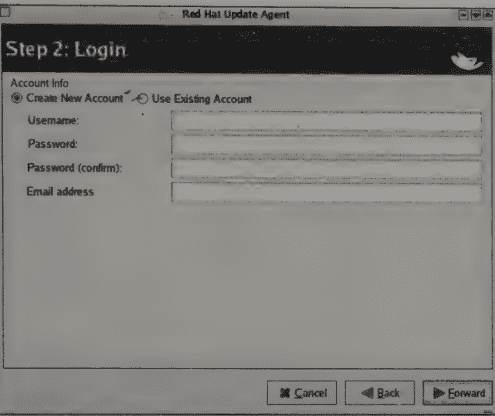 Red Hat Update Agent
Step 2: Login
Account Info
Create New Account Use Existing Account
Username:
Password:
Password (confirm):
Email address
Cancel Back Forward